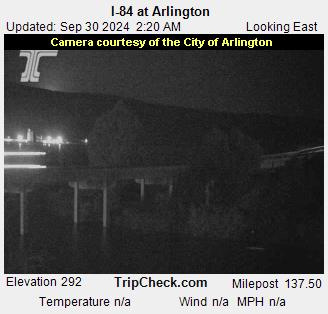 I-84 at Arlington
Updated: Sep 30 2024 2:20 AM Looking East
Camera courtesy of the City of Arlington
Elevation 292 TripCheck.com Milepost 137.50
Temperature n/a Wind n/a MPH n/a